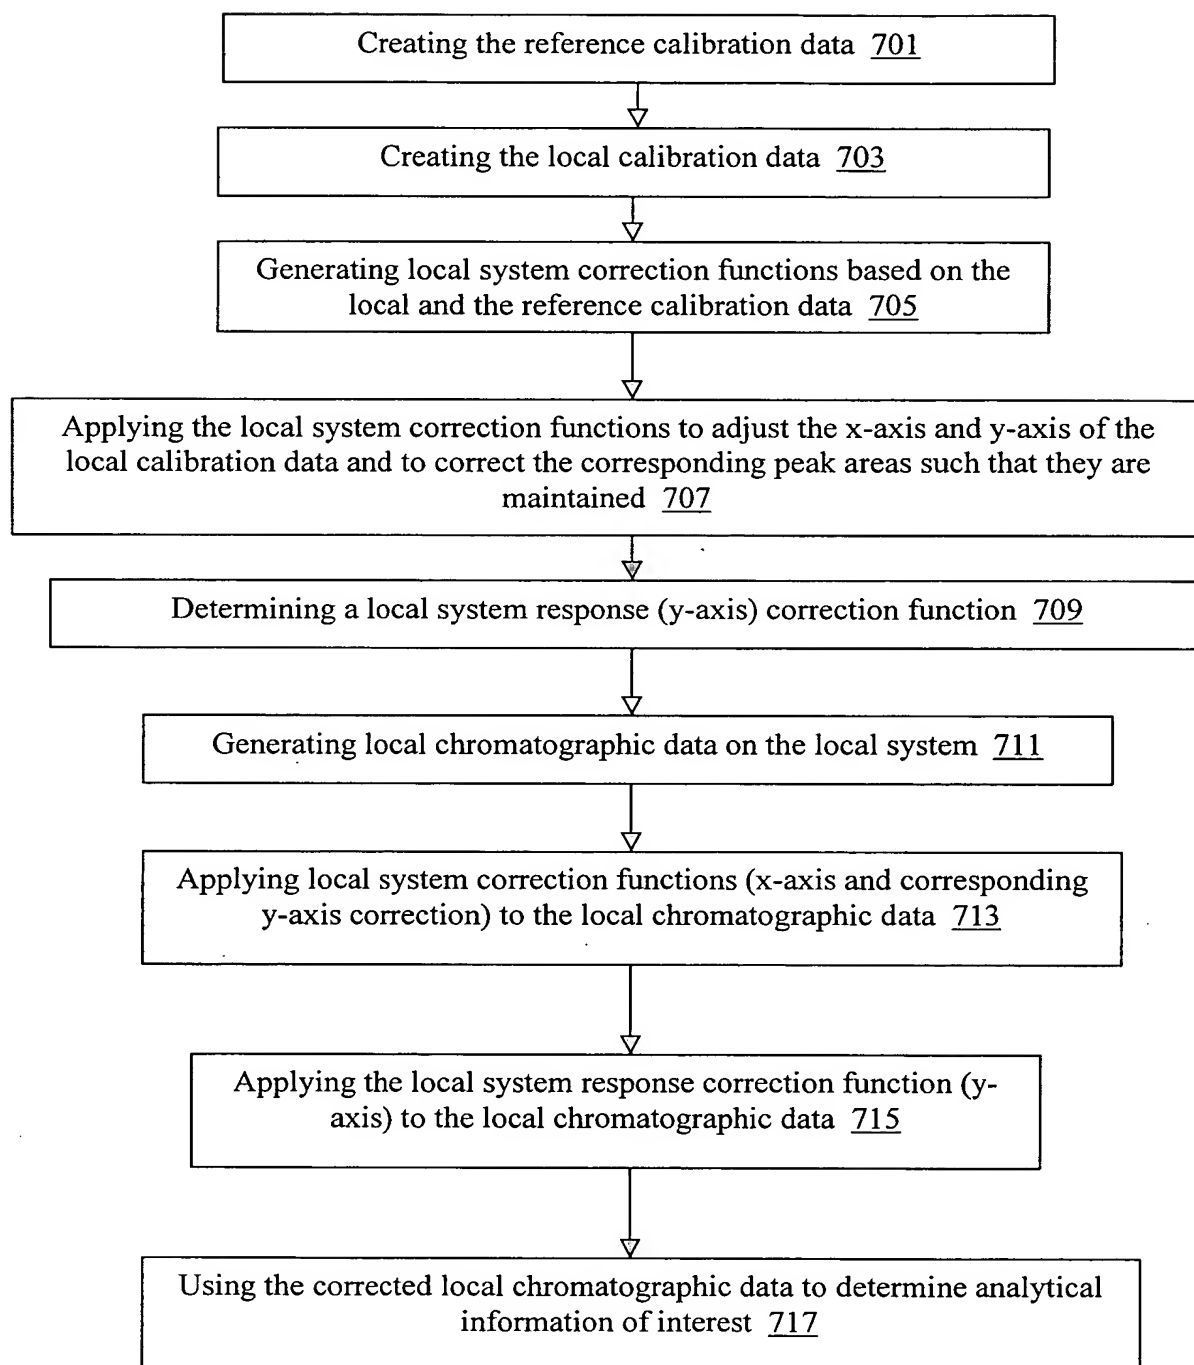 Creating the reference calibration data 701
Creating the local calibration data 703
Generating local system correction functions based on the
local and the reference calibration data 705
Applying the local system correction functions to adjust the x-axis and y-axis of the
local calibration data and to correct the corresponding peak areas such that they are
maintained 707
Determining a local system response (y-axis) correction function 709
Generating local chromatographic data on the local system 711
Applying local system correction functions (x-axis and corresponding
y-axis correction) to the local chromatographic data 713
Applying the local system response correction function (y-
axis) to the local chromatographic data 715
Using the corrected local chromatographic data to determine analytical
information of interest 717